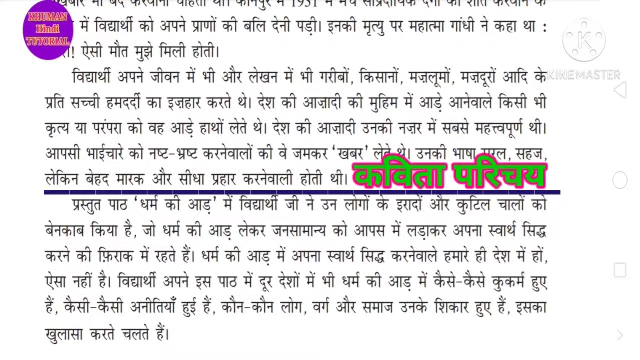 KHUMAN
Hindi
TUTORIAL
KINEMASTER
में विद्यार्थी को अपने प्राणों की बलि देनी पड़ी। इनकी मृत्यु पर महात्मा गांधी ने कहा था :
ऐसी मौत मुझे मिली होती।
विद्यार्थी अपने जीवन में भी और लेखन में भी गरीबों, किसानों, मज़लूमों, मज़दूरों आदि के
प्रति सच्ची हमदर्दी का इज़हार करते थे। देश की आज़ादी की मुहिम में आड़े आनेवाले किसी भी
कृत्य या परंपरा को वह आड़े हाथों लेते थे। देश की आज़ादी उनकी नजर में सबसे महत्त्वपूर्ण थी।
आपसी भाईचारे को नष्ट-भ्रष्ट करनेवालों की वे जमकर ‘खबर’ लेते थे। उनकी भाषा सरल, सहज,
लेकिन बेहद मारक और सीधा प्रहार करनेवाली होती थी।
कविता परिचय
प्रस्तुत पाठ ‘धर्म की आड़’ में विद्यार्थी जी ने उन लोगों के इरादों और कुटिल चालों को
बेनकाब किया है, जो धर्म की आड़ लेकर जनसामान्य को आपस में लड़ाकर अपना स्वार्थ सिद्ध
करने की फ़िराक में रहते हैं। धर्म की आड़ में अपना स्वार्थ सिद्ध करनेवाले हमारे ही देश में हों,
ऐसा नहीं है। विद्यार्थी अपने इस पाठ में दूर देशों में भी धर्म की आड़ में कैसे-कैसे कुकर्म हुए
हैं, कैसी-कैसी अनीतियाँ हुई हैं, कौन-कौन लोग, वर्ग और समाज उनके शिकार हुए हैं, इसका
खुलासा करते चलते हैं।